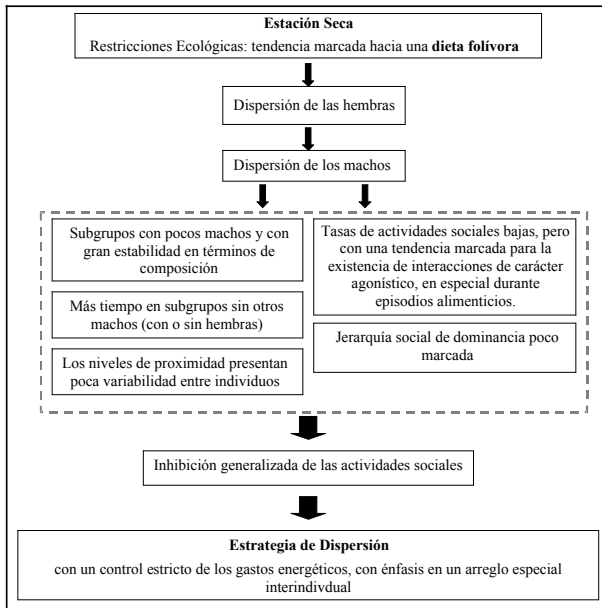 Estación Seca
Restricciones Ecológicas: tendencia marcada hacia una dieta folívora
Dispersión de las hembras
Dispersión de los machos
Subgrupos con pocos machos y con
gran estabilidad en términos de
composición
Más tiempo en subgrupos sin otros
machos (con o sin hembras)
Los niveles de proximidad presentan
poca variabilidad entre individuos
Tasas de actividades sociales bajas, pero
con una tendencia marcada para la
existencia de interacciones de carácter
agonístico, en especial durante
episodios alimenticios.
Jerarquía social de dominancia poco
marcada
Inhibición generalizada de las actividades sociales
Estrategia de Dispersión
con un control estricto de los gastos energéticos, con énfasis en un arreglo especial
interindivdual